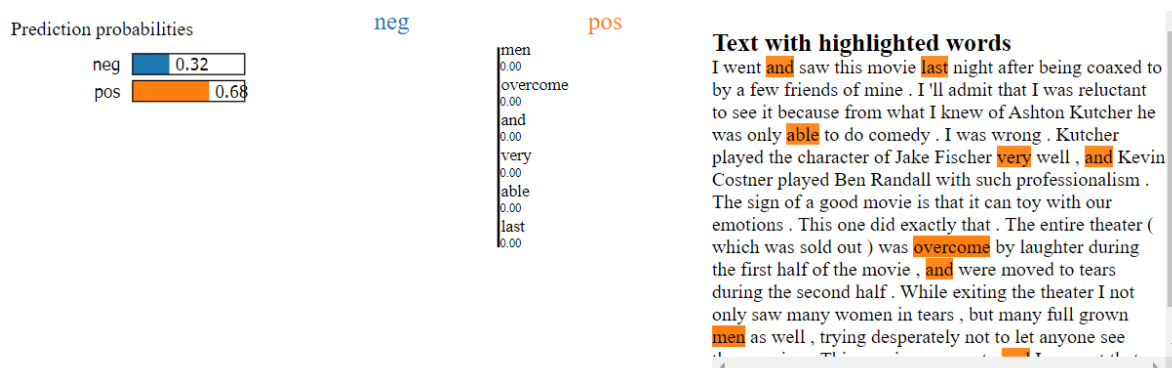 Prediction probabilities
neg 0.32
pos 0.68
neg pos
men
0.00
overcome
0.00
and
0.00
very
0.00
able
0.00
last
0.00
Text with highlighted words
I went and saw this movie last night after being coaxed to
by a few friends of mine . I 'll admit that I was reluctant
to see it because from what I knew of Ashton Kutcher he
was only able to do comedy . I was wrong . Kutcher
played the character of Jake Fischer very well , and Kevin
Costner played Ben Randall with such professionalism .
The sign of a good movie is that it can toy with our
emotions . This one did exactly that . The entire theater (
which was sold out ) was overcome by laughter during
the first half of the movie , and were moved to tears
during the second half . While exiting the theater I not
only saw many women in tears , but many full grown
men as well , trying desperately not to let anyone see